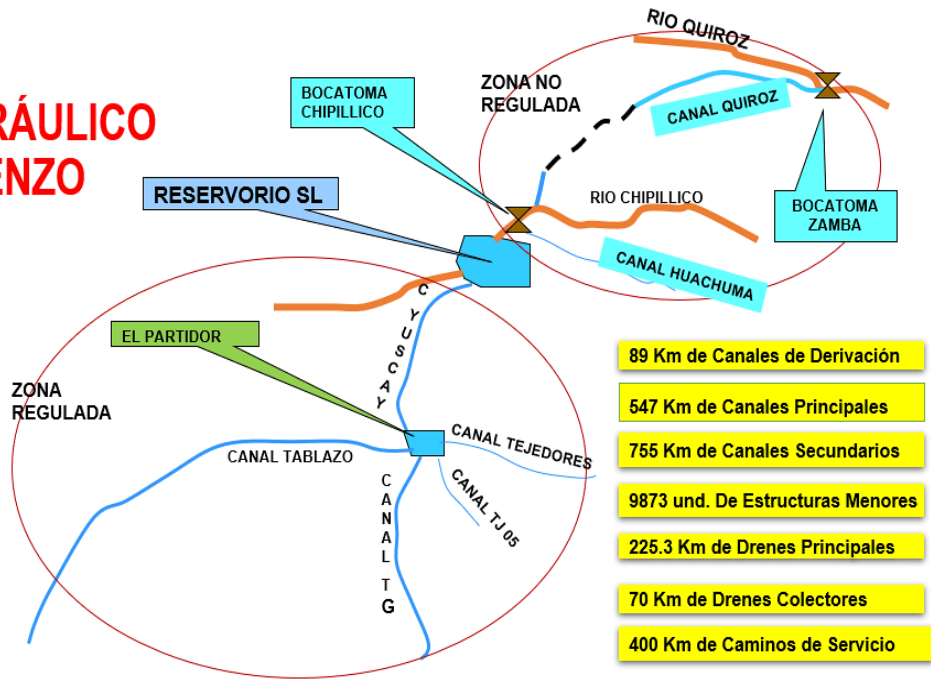 RÁULICO
ENZO
RIO QUIROZ
ZONA NO
REGULADA
BOCATOMA
CHIPILLICO
CANAL QUIROZ
RESERVORIO SL
RIO CHIPILLICO
BOCATOMA
ZAMBA
CANAL HUACHUMA
C YUSCAY
EL PARTIDOR
ZONA
REGULADA
CANAL TABLAZO
CANAL TEJEDORES
CANAL TJ 05
CANAL TG
89 Km de Canales de Derivación
547 Km de Canales Principales
755 Km de Canales Secundarios
9873 und. De Estructuras Menores
225.3 Km de Drenes Principales
70 Km de Drenes Colectores
400 Km de Caminos de Servicio